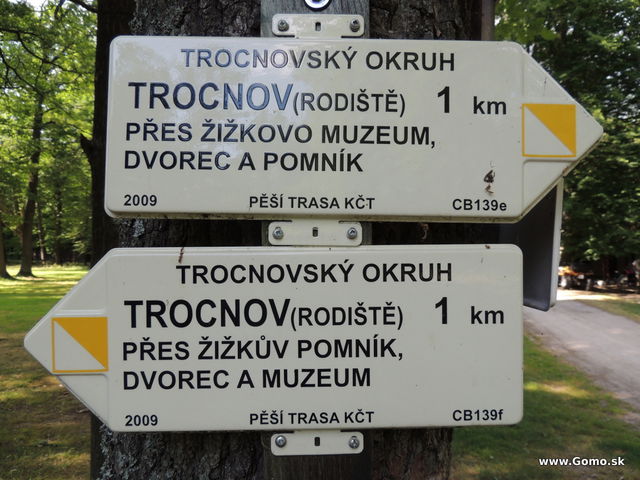 TROCNOVSKÝ OKRUH
TROCNOV(RODIŠTĚ) 1 km
PŘES ŽIŽKOVO MUZEUM,
DVOREC A POMNÍK
2009 PĚŠÍ TRASA KČT CB139e
TROCNOVSKÝ OKRUH
TROCNOV(RODIŠTĚ) 1 km
PŘES ŽIŽKŮV POMNÍK,
DVOREC A MUZEUM
2009 PĚŠÍ TRASA KČT CB139f
www.Gomo.sk